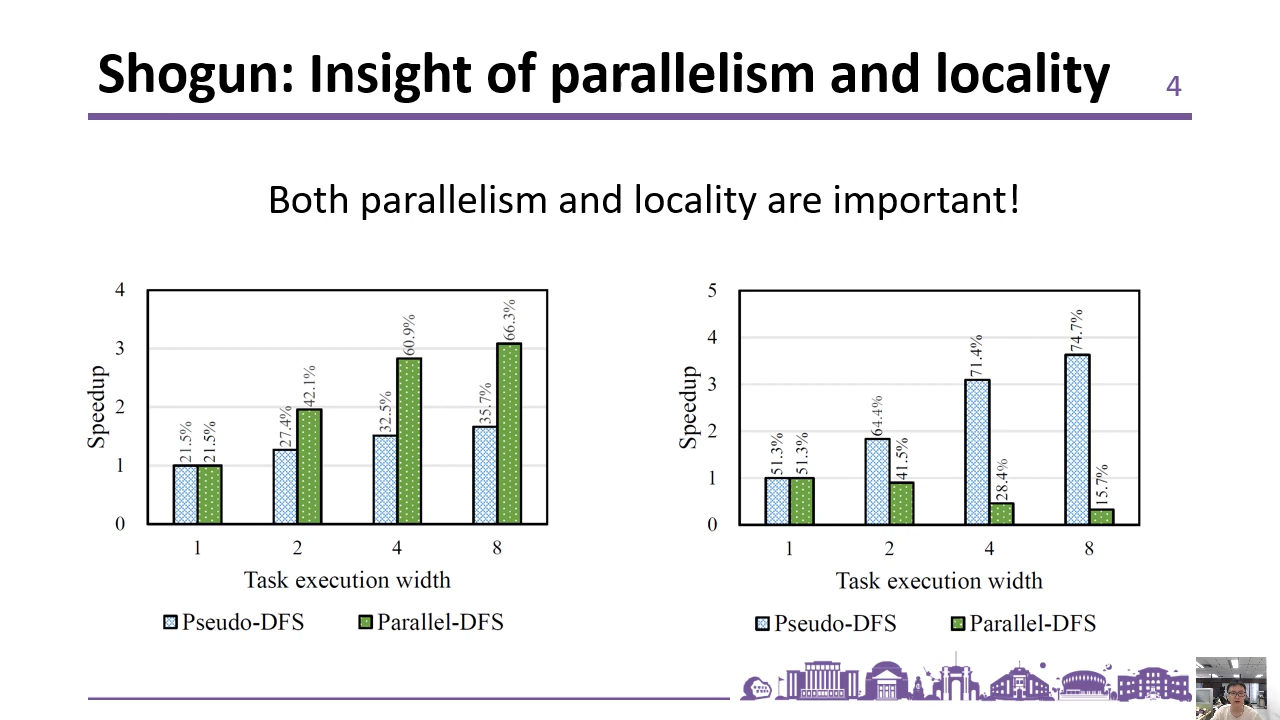 Shogun: Insight of parallelism and locality
4
Both parallelism and locality are important!
Speedup
4
3
2
1
0
21.5%
21.5%
27.4%
42.1%
32.5%
60.9%
35.7%
66.3%
1 2 4 8
Task execution width
Pseudo-DFS Parallel-DFS
Speedup
5
4
3
2
1
0
51.3%
51.3%
64.4%
41.5%
71.4%
28.4%
74.7%
15.7%
1 2 4 8
Task execution width
Pseudo-DFS Parallel-DFS